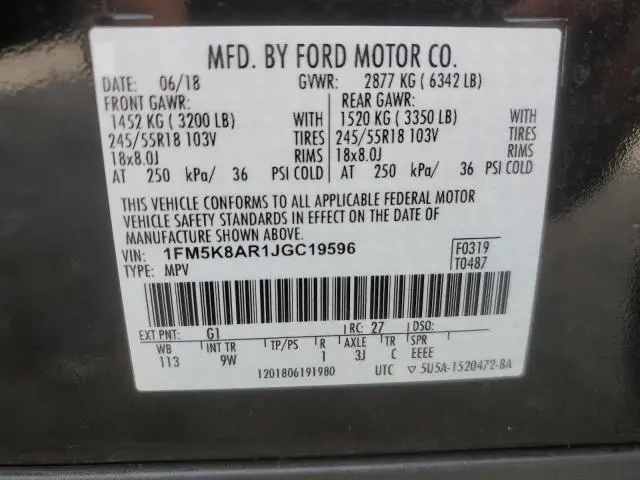 MFD. BY FORD MOTOR CO.
DATE: 06/18 GVWR: 2877 KG ( 6342 LB)
FRONT GAWR: REAR GAWR:
1452 KG ( 3200 LB) WITH 1520 KG ( 3350 LB) WITH
245/55R18 103V TIRES 245/55R18 103V TIRES
18x8.0J RIMS 18x8.0J RIMS
AT 250 kPa/ 36 PSI COLD AT 250 kPa/ 36 PSI COLD
THIS VEHICLE CONFORMS TO ALL APPLICABLE FEDERAL MOTOR
VEHICLE SAFETY STANDARDS IN EFFECT ON THE DATE OF
MANUFACTURE SHOWN ABOVE.
VIN: 1FM5K8AR1JGC19596 F0319
TYPE: MPV T0487
EXT PNT: G1 RC: 27 DSO:
WB INT TR TP/PS R AXLE TR SPR
113 9W 1 3J C EEEE
1201806191980 UTC ▽ 5U5A-1520472-BA